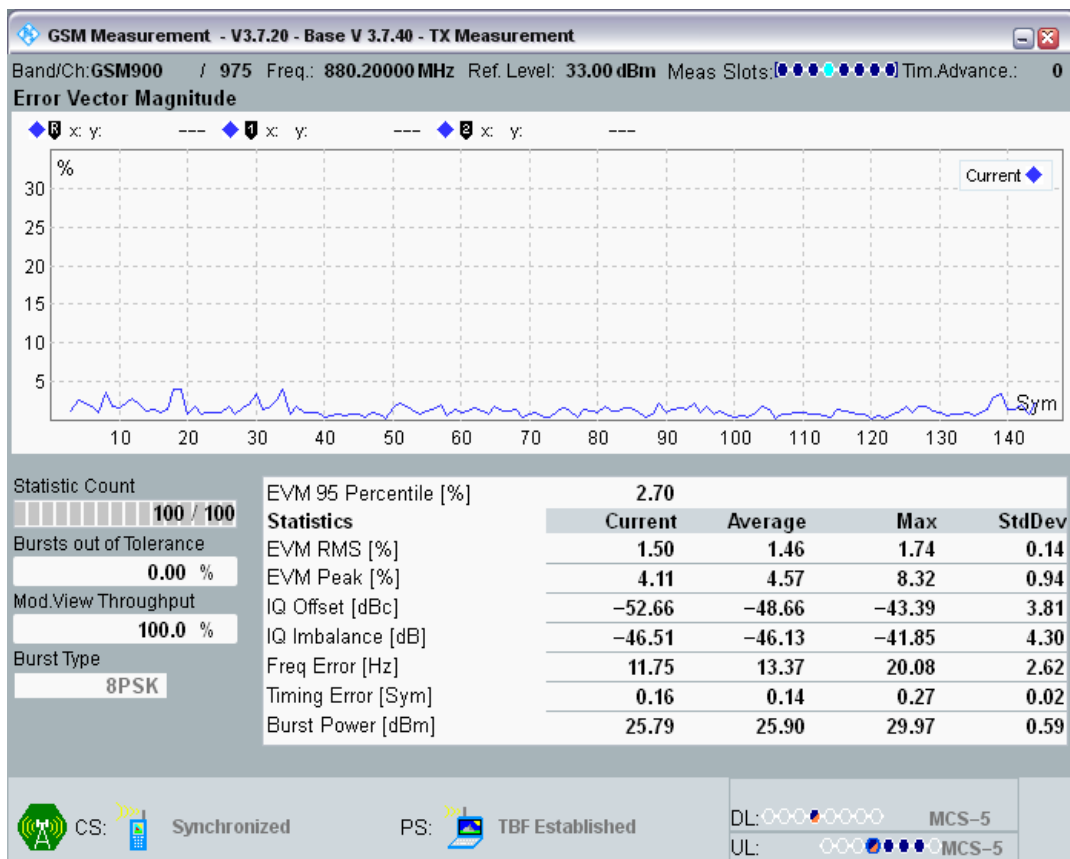 GSM Measurement - V3.7.20 - Base V 3.7.40 - TX Measurement
Band/Ch:GSM900 / 975 Freq.: 880.20000 MHz Ref. Level: 33.00 dBm Meas Slots: Tim.Advance.: 0
Error Vector Magnitude
R x: y: --- 1 x: y: --- 2 x: y: ---
%
Current
30
25
20
15
10
5
Sym
10 20 30 40 50 60 70 80 90 100 110 120 130 140
Statistic Count
100 / 100
Bursts out of Tolerance
0.00 %
Mod.View Throughput
100.0 %
Burst Type
8PSK
EVM 95 Percentile [%] 2.70
Statistics Current Average Max StdDev
EVM RMS [%] 1.50 1.46 1.74 0.14
EVM Peak [%] 4.11 4.57 8.32 0.94
IQ Offset [dBc] −52.66 −48.66 −43.39 3.81
IQ Imbalance [dB] −46.51 −46.13 −41.85 4.30
Freq Error [Hz] 11.75 13.37 20.08 2.62
Timing Error [Sym] 0.16 0.14 0.27 0.02
Burst Power [dBm] 25.79 25.90 29.97 0.59
CS: Synchronized PS: TBF Established
DL: MCS−5
UL: MCS−5